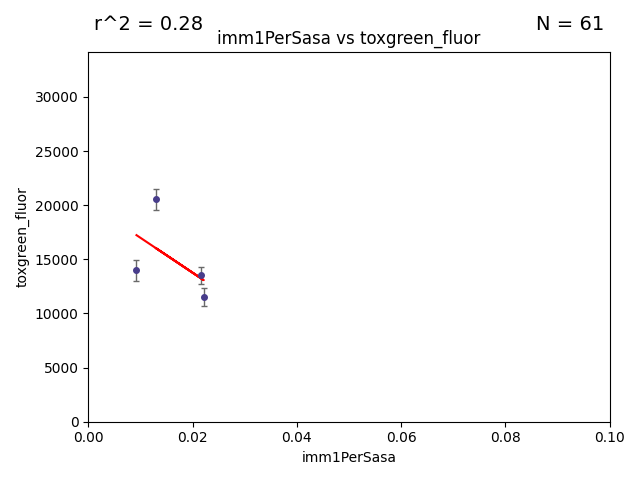 r^2 = 0.28
N = 61
imm1PerSasa vs toxgreen_fluor
toxgreen_fluor
30000
25000
20000
15000
10000
5000
0
0.00 0.02 0.04 0.06 0.08 0.10
imm1PerSasa